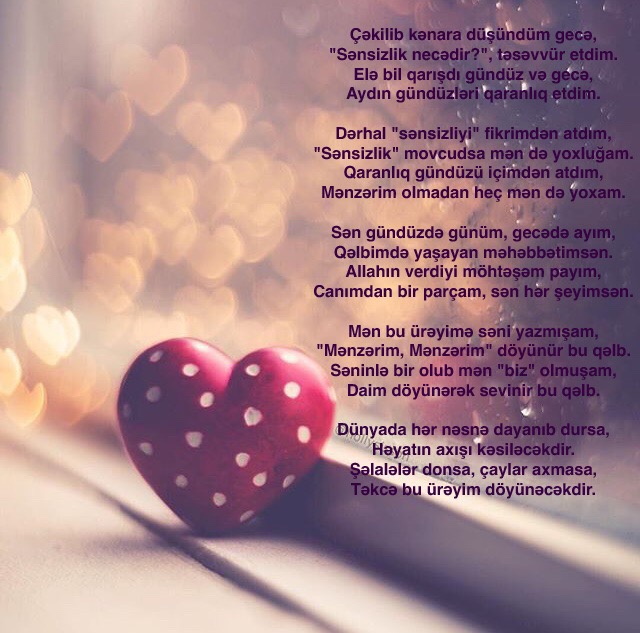 Çəkilib kənara düşündüm gecə,
"Sənsizlik necədir?", təsəvvür etdim.
Elə bil qarışdı gündüz və gecə,
Aydın gündüzləri qaranlıq etdim.
Dərhal "sənsizliyi" fikrimdən atdım,
"Sənsizlik" movcudsa mən də yoxluğam.
Qaranlıq gündüzü içimdən atdım,
Mənzərim olmadan heç mən də yoxam.
Sən gündüzdə günüm, gecədə ayım,
Qəlbimdə yaşayan məhəbbətimsən.
Allahın verdiyi möhtəşəm payım,
Canımdan bir parçam, sən hər şeyimsən.
Mən bu ürəyimə səni yazmışam,
"Mənzərim, Mənzərim" döyünür bu qəlb.
Səninlə bir olub mən "biz" olmuşam,
Daim döyünərək sevinir bu qəlb.
Dünyada hər nəsnə dayanıb dursa,
Həyatın axışı kəsiləcəkdir.
Şəlalələr donsa, çaylar axmasa,
Təkcə bu ürəyim döyünəcəkdir.